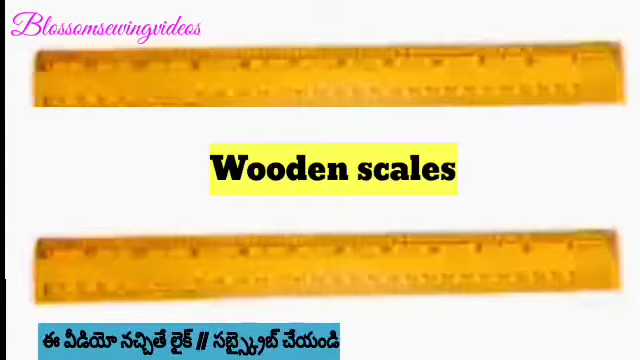 Blossomsewingvideos
Wooden scales
ఈ వీడియో నచ్చితే లైక్ // సబ్స్క్రైబ్ చేయండి